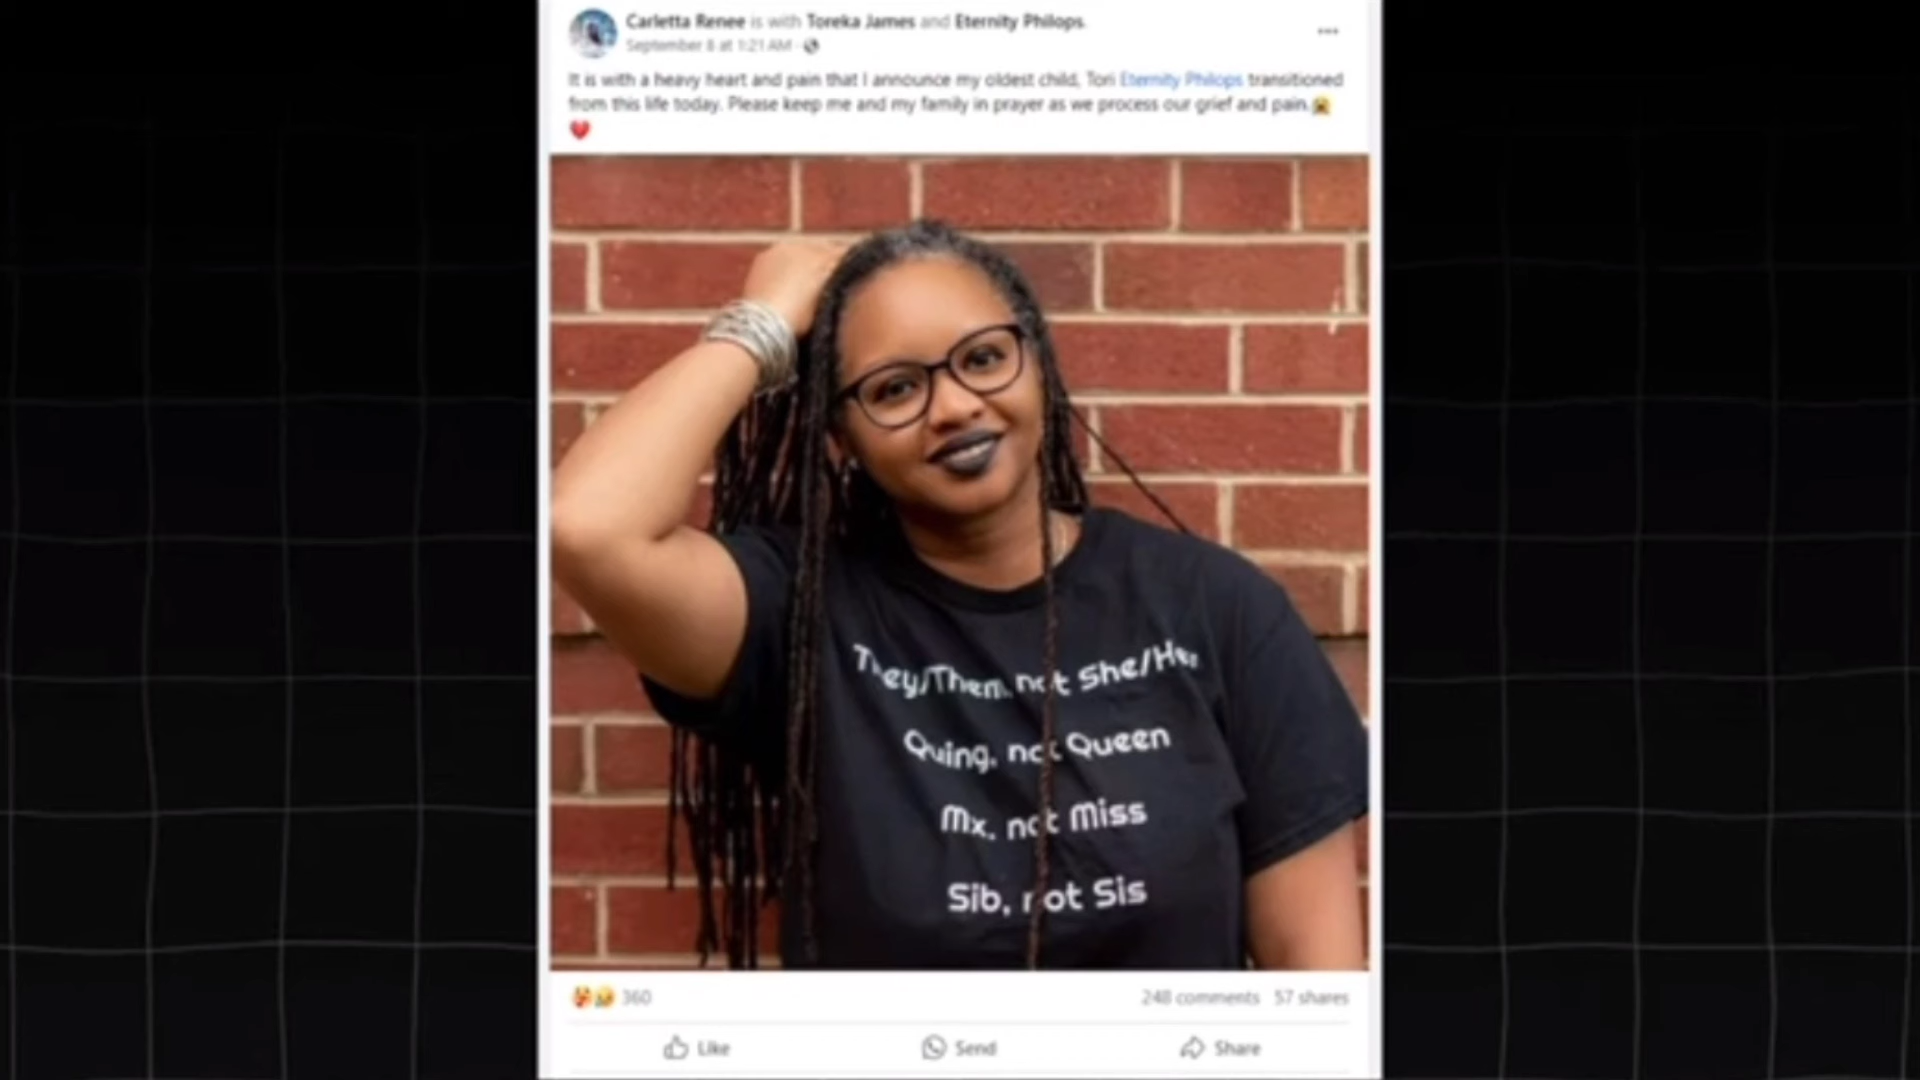 Carletta Renee is with Toreka James and Eternity Philops.
September 8 at 1:21 AM ·
It is with a heavy heart and pain that I announce my oldest child, Tori Eternity Philops transitioned
from this life today. Please keep me and my family in prayer as we process our grief and pain.
They/Them, not She/Her
Quing, not Queen
Mx. not Miss
Sib, not Sis
360
248 comments 57 shares
Like Send Share